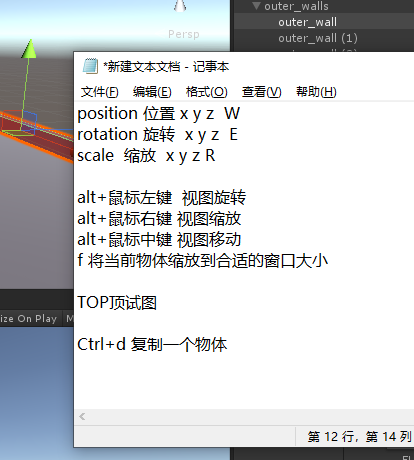 outer_walls
outer_wall
outer_wall (1)
Persp
*新建文本文档 - 记事本
文件(F) 编辑(E) 格式(O) 查看(V) 帮助(H)
position 位置 x y z W
rotation 旋转 x y z E
scale 缩放 x y z R
alt+鼠标左键 视图旋转
alt+鼠标右键 视图缩放
alt+鼠标中键 视图移动
f 将当前物体缩放到合适的窗口大小
TOP顶试图
ize On Play M
Ctrl+d 复制一个物体
第 12 行，第 14 列